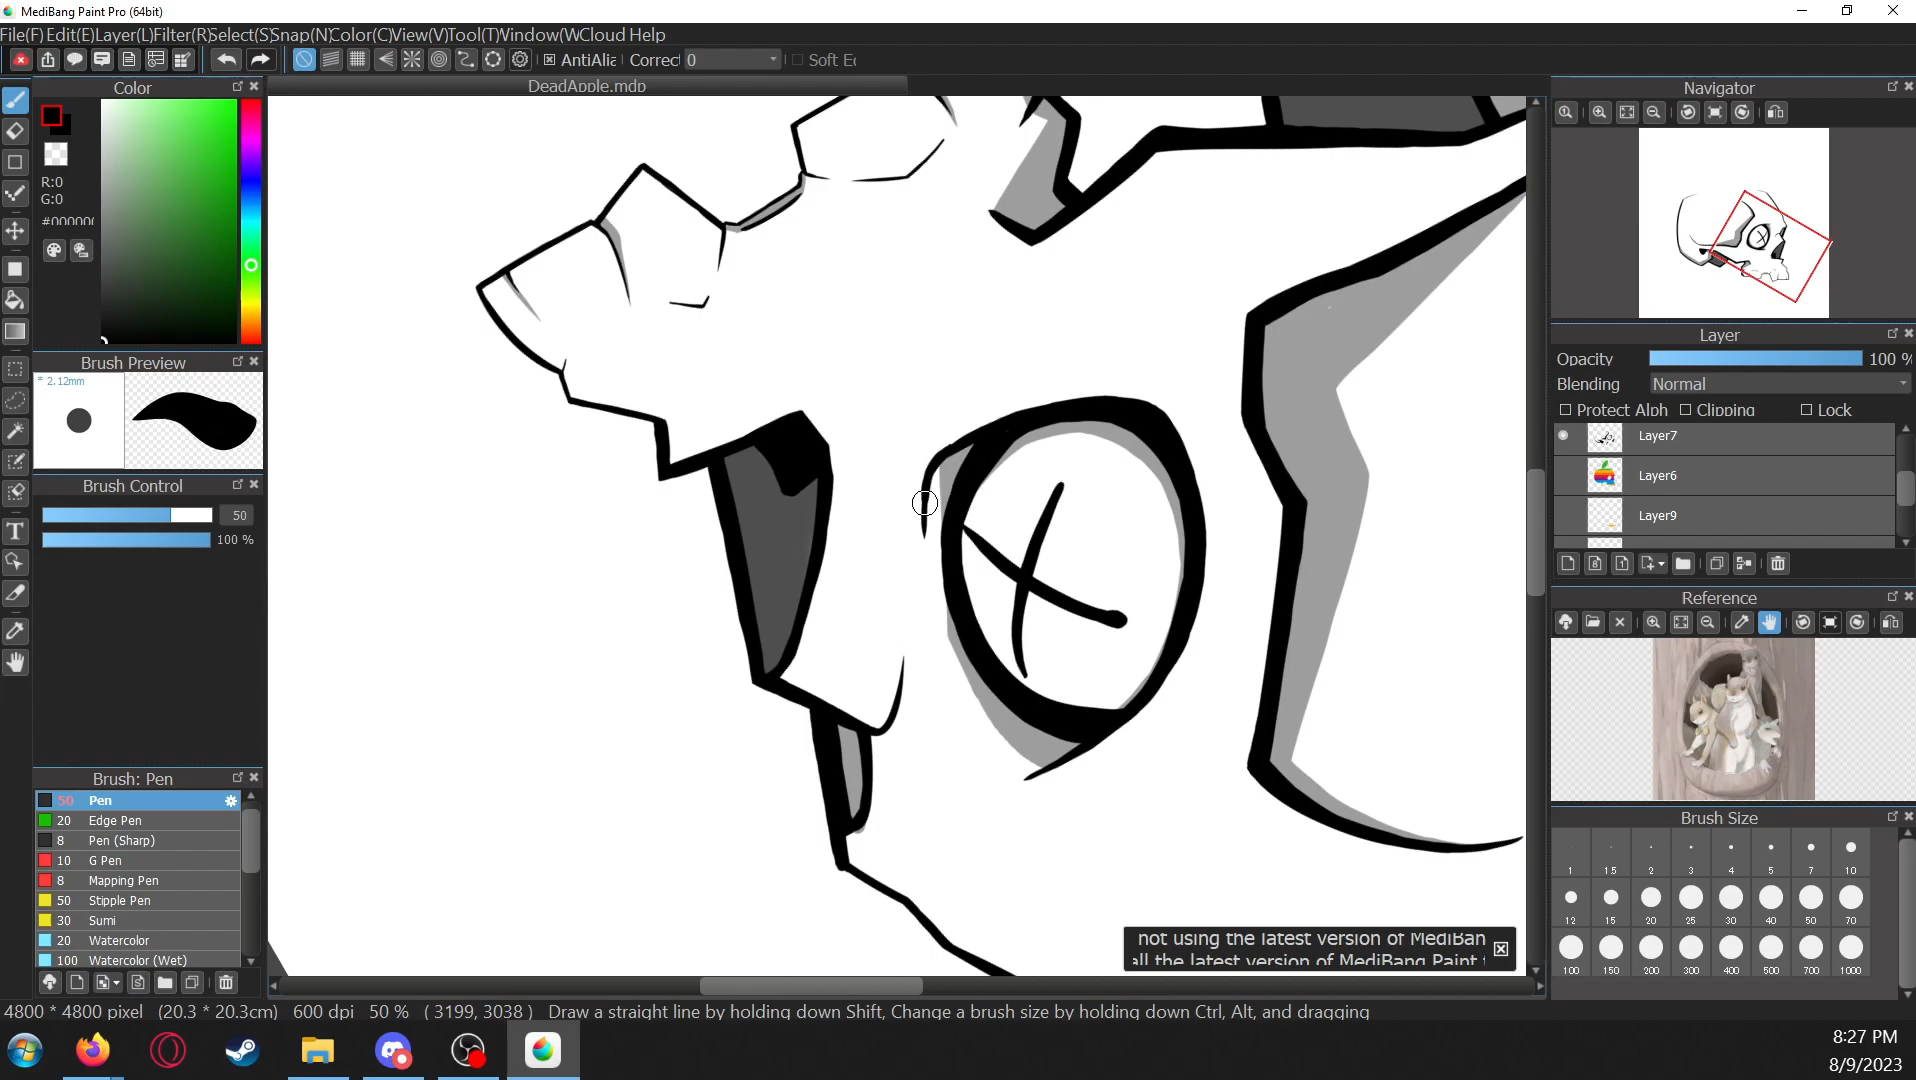 MediBang Paint Pro (64bit)
File(F) Edit(E) Layer(L) Filter(R) Select(S) Snap(N) Color(C) View(V) Tool(T) Window(W Cloud Help
AntiAlia Correct 0 Soft Ed
Color
DeadApple.mdp
Navigator
R:0
G:0
#000000
Layer
Opacity 100 %
Blending Normal
Protect Alph Clipping Lock
Layer7
Layer6
Layer9
Brush Preview
* 2.12mm
Brush Control
50
100 %
Reference
Brush: Pen
50 Pen
20 Edge Pen
8 Pen (Sharp)
10 G Pen
8 Mapping Pen
50 Stipple Pen
30 Sumi
20 Watercolor
100 Watercolor (Wet)
Brush Size
1 1.5 2 3 4 5 7 10
12 15 20 25 30 40 50 70
100 150 200 300 400 500 700 1000
not using the latest version of MediBan
all the latest version of MediBang Paint
4800 * 4800 pixel (20.3 * 20.3cm) 600 dpi 50 % ( 3199, 3038 ) Draw a straight line by holding down Shift, Change a brush size by holding down Ctrl, Alt, and dragging
8:27 PM
8/9/2023